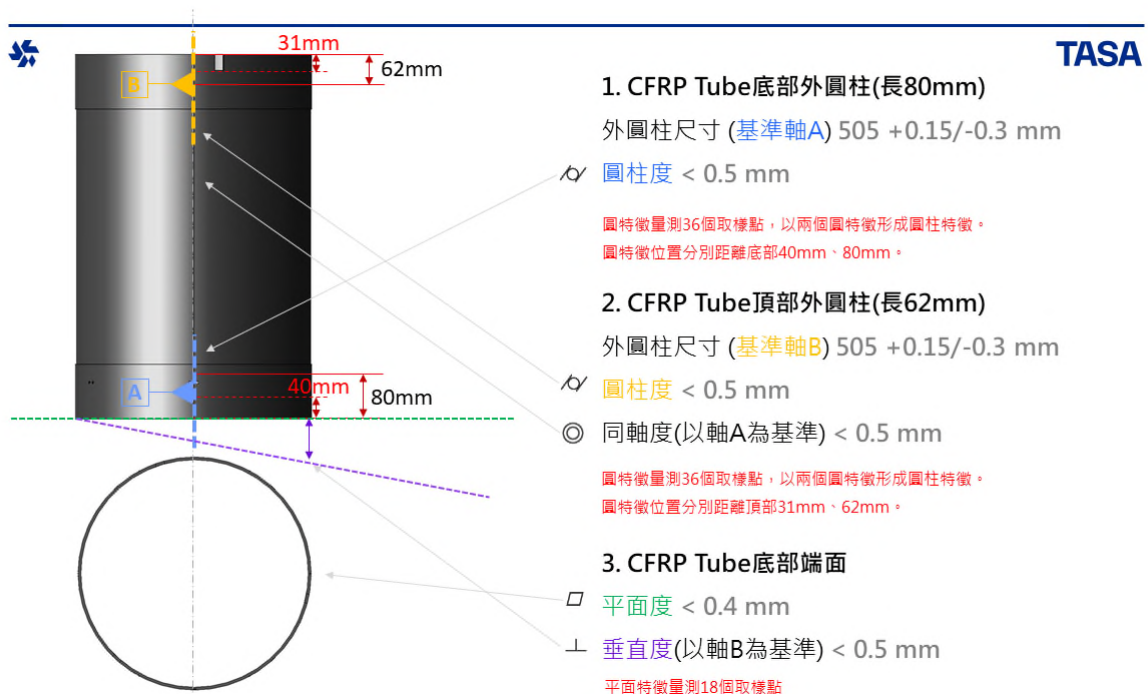 TASA
31mm
62mm
B
40mm
80mm
A
1. CFRP Tube底部外圓柱(長80mm)
外圓柱尺寸 (基準軸A) 505 +0.15/-0.3 mm
圓柱度 < 0.5 mm
圓特徵量測36個取樣點，以兩個圓特徵形成圓柱特徵。
圓特徵位置分別距離底部40mm、80mm。
2. CFRP Tube頂部外圓柱(長62mm)
外圓柱尺寸 (基準軸B) 505 +0.15/-0.3 mm
圓柱度 < 0.5 mm
同軸度(以軸A為基準) < 0.5 mm
圓特徵量測36個取樣點，以兩個圓特徵形成圓柱特徵。
圓特徵位置分別距離頂部31mm、62mm。
3. CFRP Tube底部端面
平面度 < 0.4 mm
垂直度(以軸B為基準) < 0.5 mm
平面特徵量測18個取樣點